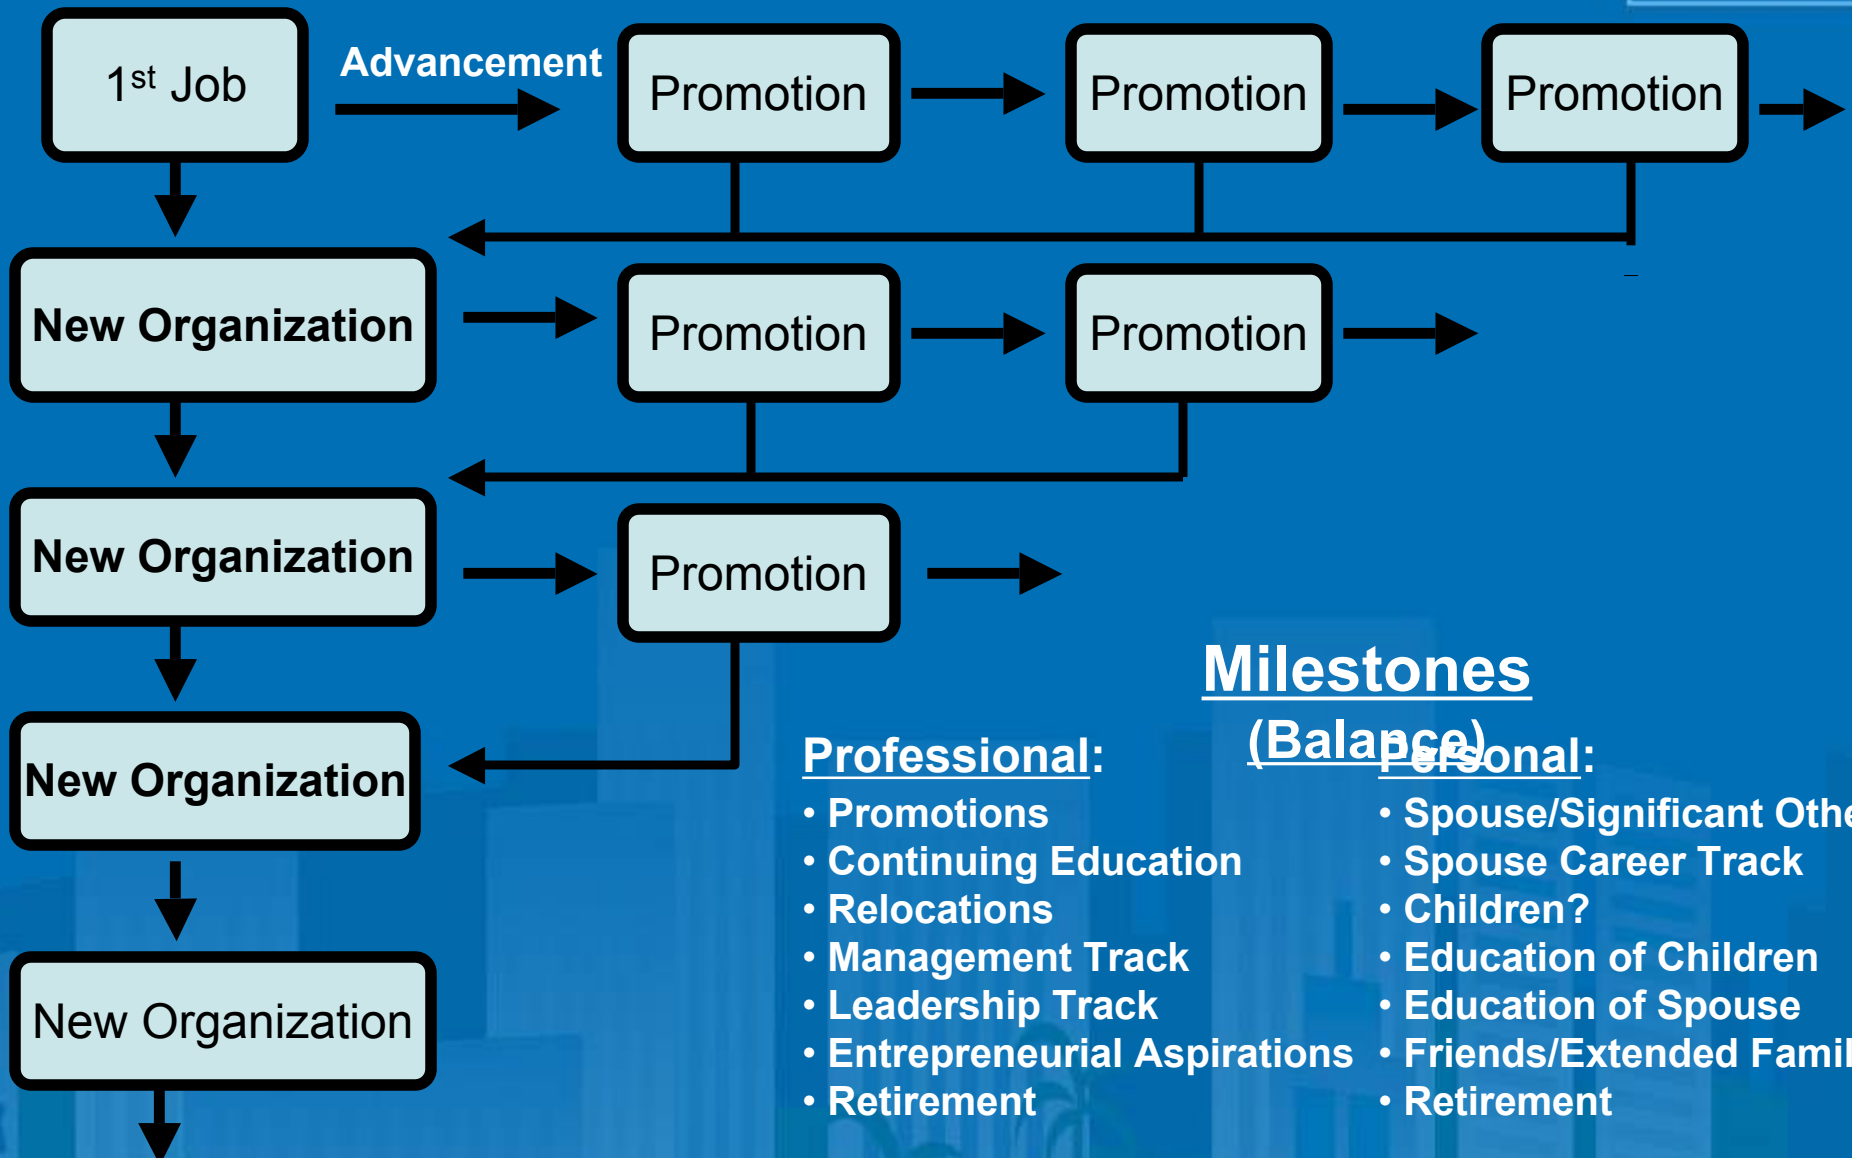 1st Job
Advancement
Promotion
Promotion
Promotion
New Organization
Promotion
Promotion
New Organization
Promotion
New Organization
New Organization
Milestones
(Balance)
Professional:
• Promotions
• Continuing Education
• Relocations
• Management Track
• Leadership Track
• Entrepreneurial Aspirations
• Retirement
Personal:
• Spouse/Significant Othe
• Spouse Career Track
• Children?
• Education of Children
• Education of Spouse
• Friends/Extended Famil
• Retirement